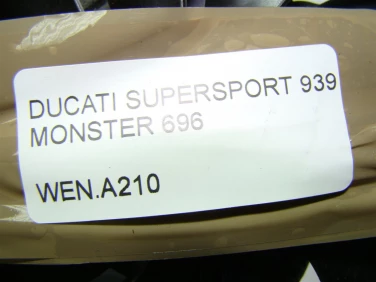 DUCATI SUPERSPORT 939
MONSTER 696
WEN.A210